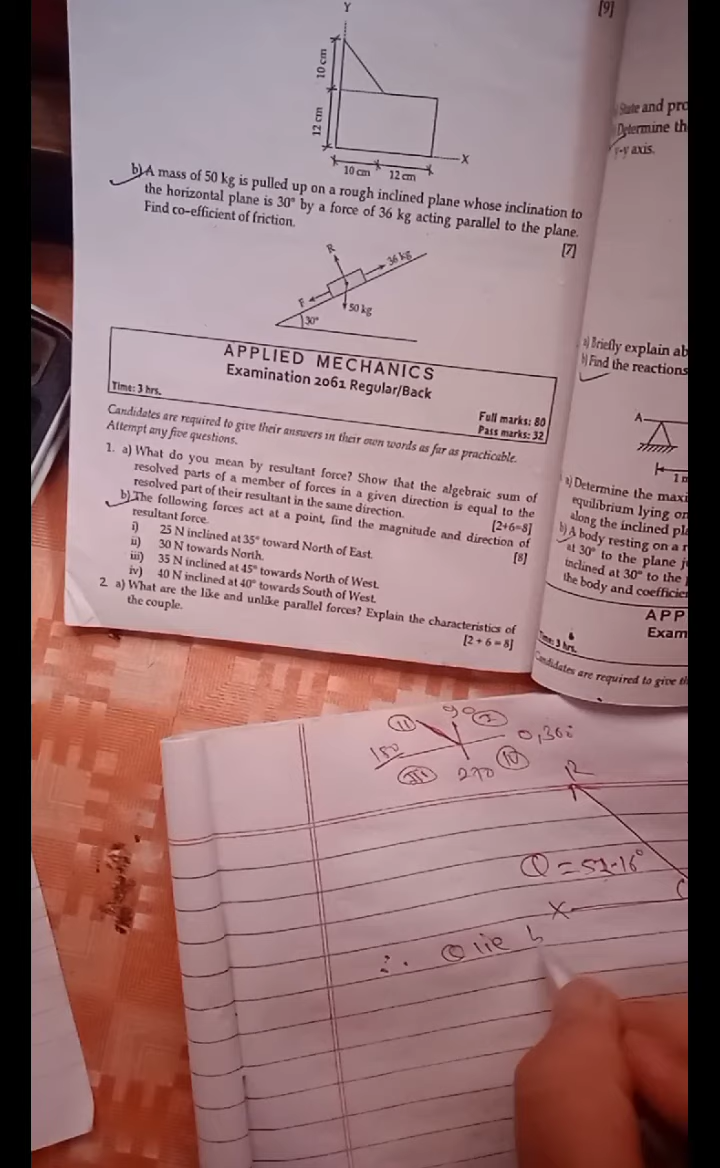 [9]
Y
10 cm
12 cm
X
10 cm 12 cm
b) A mass of 50 kg is pulled up on a rough inclined plane whose inclination to
the horizontal plane is 30° by a force of 36 kg acting parallel to the plane.
Find co-efficient of friction.
[7]
R
36 kg
F
50 kg
30°
APPLIED MECHANICS
Examination 2061 Regular/Back
Time: 3 hrs.
Full marks: 80
Pass marks: 32
Candidates are required to give their answers in their own words as far as practicable.
Attempt any five questions.
1. a) What do you mean by resultant force? Show that the algebraic sum of
resolved parts of a member of forces in a given direction is equal to the
resolved part of their resultant in the same direction.
[2+6=8]
b) The following forces act at a point, find the magnitude and direction of
resultant force.
[8]
i) 25 N inclined at 35° toward North of East.
ii) 30 N towards North.
iii) 35 N inclined at 45° towards North of West.
iv) 40 N inclined at 40° towards South of West.
2. a) What are the like and unlike parallel forces? Explain the characteristics of
the couple.
[2 + 6 = 8]
State and pro
Determine th
y-y axis.
a) Briefly explain ab
b) Find the reactions
A
1 m
a) Determine the maxi
equilibrium lying on
along the inclined pl
b) A body resting on a r
at 30° to the plane j
inclined at 30° to the
the body and coefficie
APP
Exam
Time: 3 hrs.
Candidates are required to give th
II 90 I
180 0,360
III 270 IV
R
X
∴ Q lie